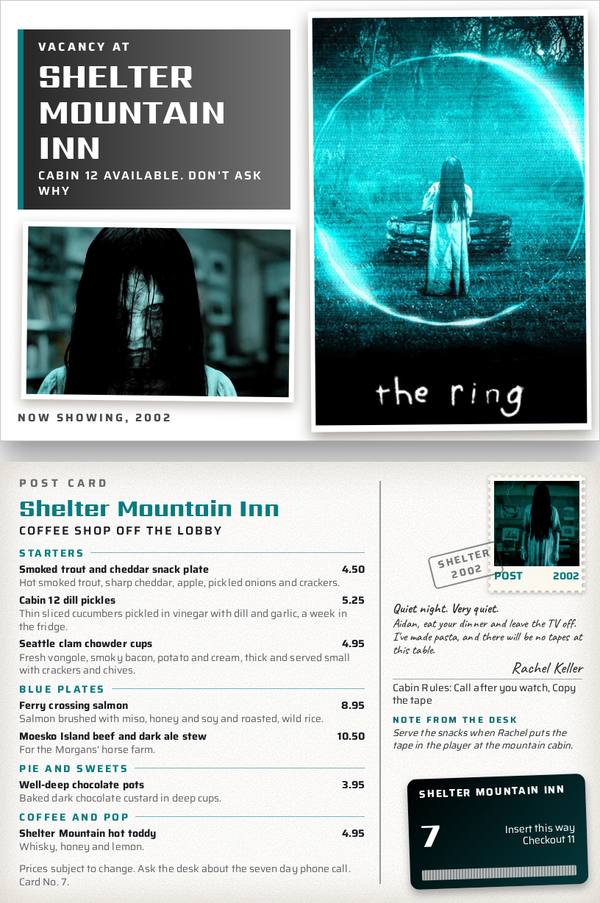 VACANCY AT
SHELTER
MOUNTAIN
INN
CABIN 12 AVAILABLE. DON'T ASK
WHY
the ring
NOW SHOWING, 2002
POST CARD
Shelter Mountain Inn
COFFEE SHOP OFF THE LOBBY
STARTERS
Smoked trout and cheddar snack plate 4.50
Hot smoked trout, sharp cheddar, apple, pickled onions and crackers.
Cabin 12 dill pickles 5.25
Thin sliced cucumbers pickled in vinegar with dill and garlic, a week in
the fridge.
Seattle clam chowder cups 4.95
Fresh vongole, smoky bacon, potato and cream, thick and served small
with crackers and chives.
BLUE PLATES
Ferry crossing salmon 8.95
Salmon brushed with miso, honey and soy and roasted, wild rice.
Moesko Island beef and dark ale stew 10.50
For the Morgans' horse farm.
PIE AND SWEETS
Well-deep chocolate pots 3.95
Baked dark chocolate custard in deep cups.
COFFEE AND POP
Shelter Mountain hot toddy 4.95
Whisky, honey and lemon.
Prices subject to change. Ask the desk about the seven day phone call.
Card No. 7.
SHELTER
2002
POST 2002
Quiet night. Very quiet.
Aidan, eat your dinner and leave the TV off.
I've made pasta, and there will be no tapes at
this table.
Rachel Keller
Cabin Rules: Call after you watch, Copy
the tape
NOTE FROM THE DESK
Serve the snacks when Rachel puts the
tape in the player at the mountain cabin.
SHELTER MOUNTAIN INN
7
Insert this way
Checkout 11